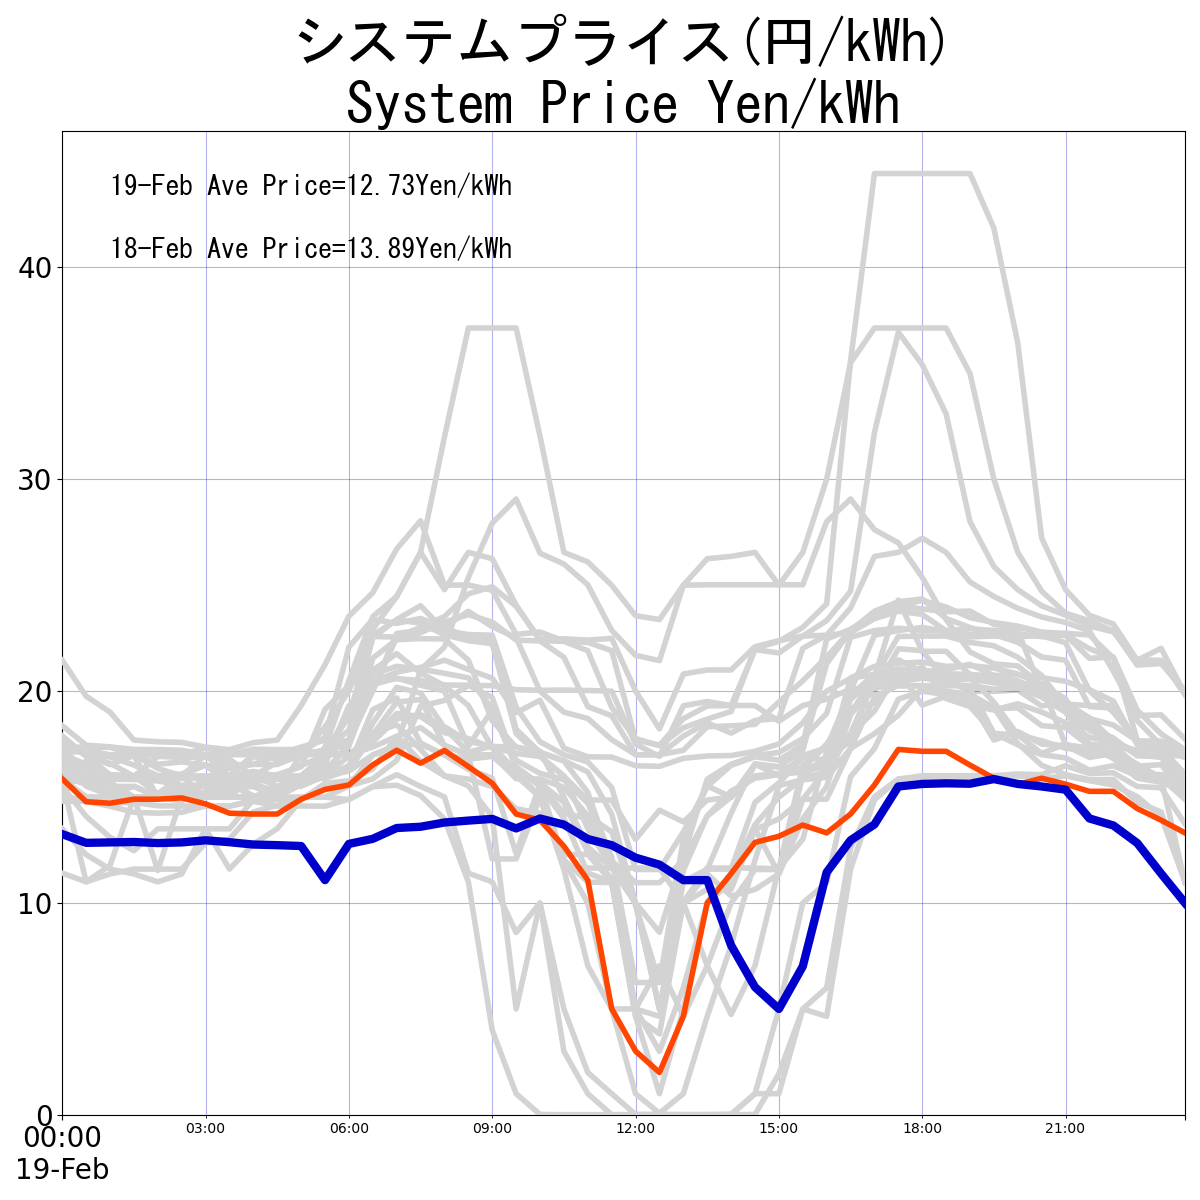 システムプライス(円/kWh)
System Price Yen/kWh
19-Feb Ave Price=12.73Yen/kWh
18-Feb Ave Price=13.89Yen/kWh
40
30
20
10
0
00:00 03:00 06:00 09:00 12:00 15:00 18:00 21:00
19-Feb